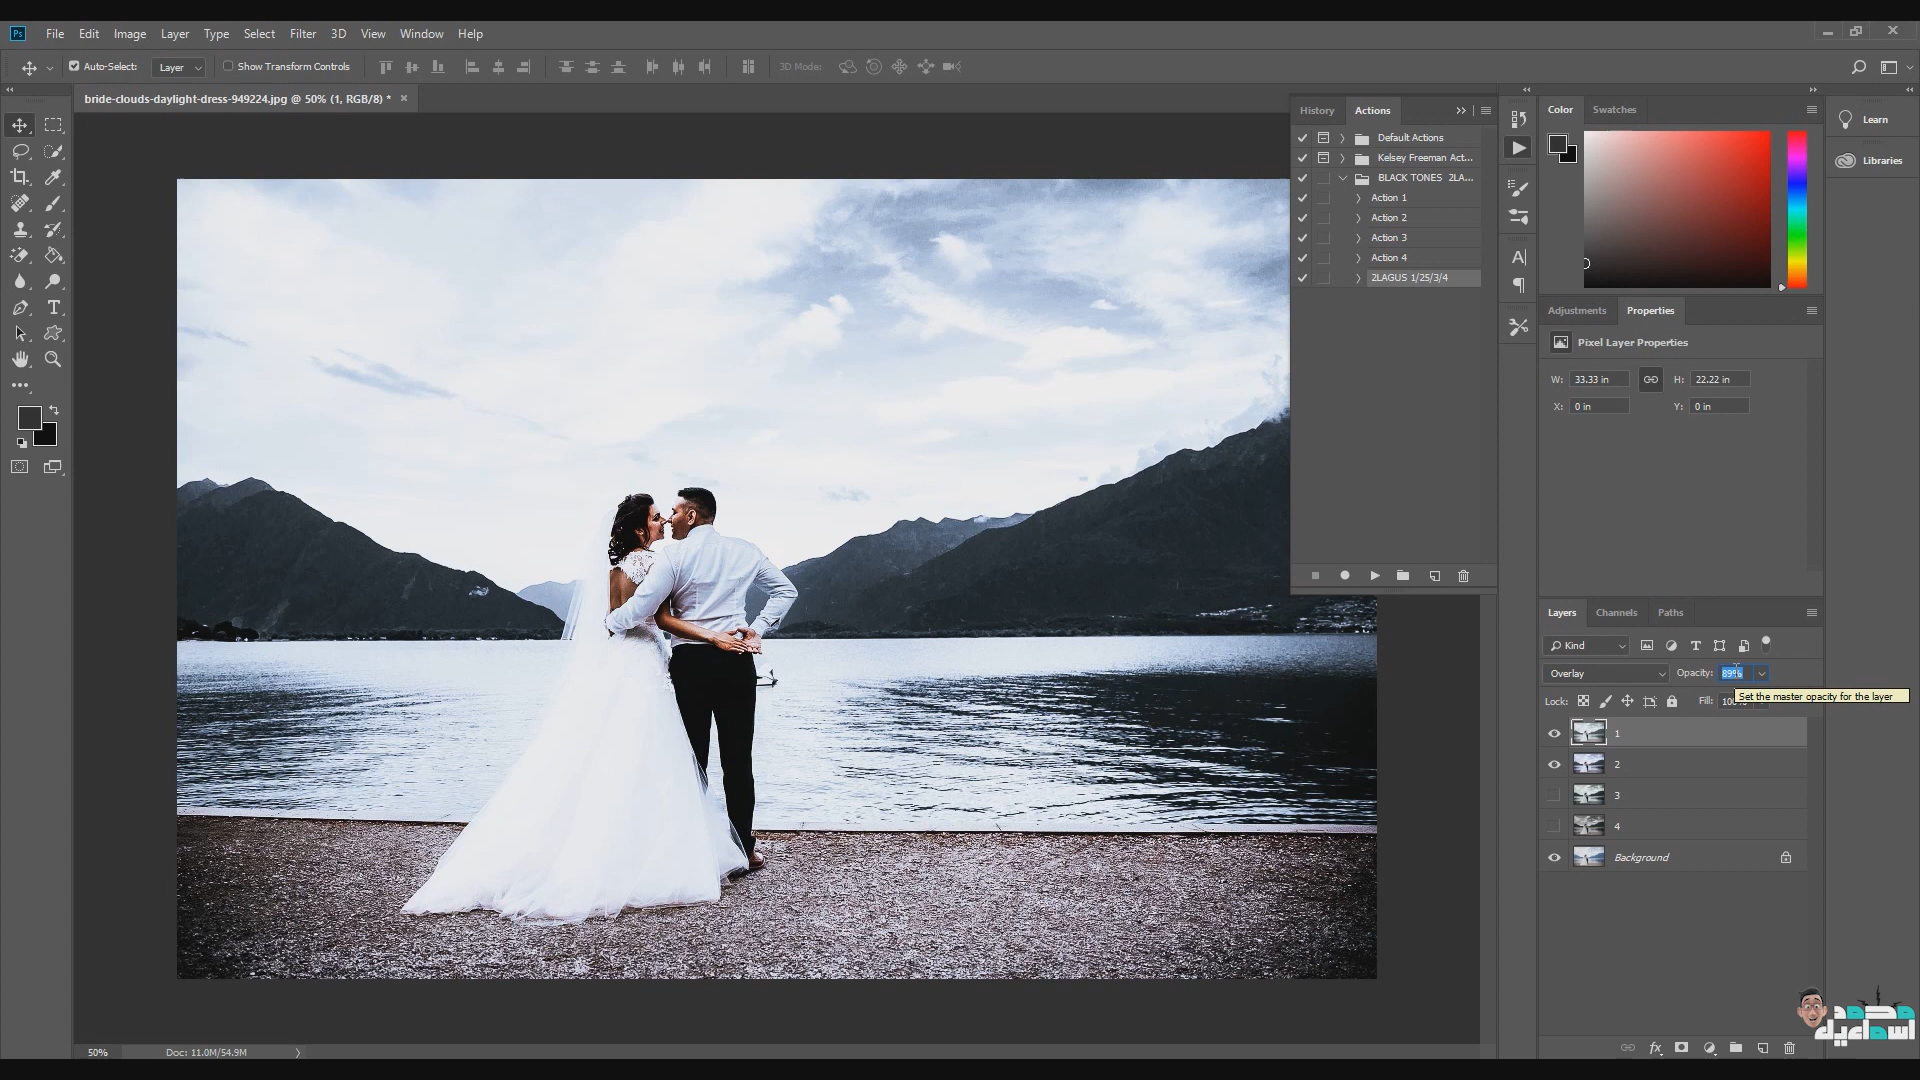 Ps File Edit Image Layer Type Select Filter 3D View Window Help
Auto-Select: Layer Show Transform Controls 3D Mode:
bride-clouds-daylight-dress-949224.jpg @ 50% (1, RGB/8) *
History Actions
Default Actions
Kelsey Freeman Act...
BLACK TONES 2LA...
Action 1
Action 2
Action 3
Action 4
2LAGUS 1/25/3/4
Color Swatches
Learn
Libraries
Adjustments Properties
Pixel Layer Properties
W: 33.33 in H: 22.22 in
X: 0 in Y: 0 in
Layers Channels Paths
Kind
Overlay Opacity: 89%
Set the master opacity for the layer
Lock: Fill: 100%
1
2
3
4
Background
50% Doc: 11.0M/54.9M
محمد
اسماعيل